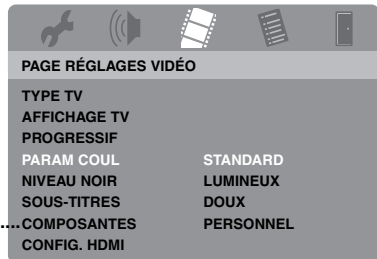 PAGE RÉGLAGES VIDÉO
TYPE TV
AFFICHAGE TV
PROGRESSIF
PARAM COUL STANDARD
NIVEAU NOIR LUMINEUX
SOUS-TITRES DOUX
....COMPOSANTES PERSONNEL
CONFIG. HDMI